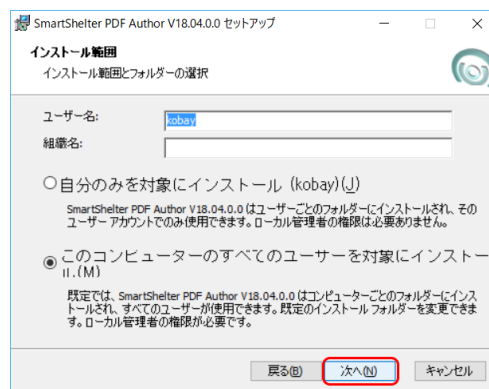 SmartShelter PDF Author V18.04.0.0 セットアップ
インストール範囲
インストール範囲とフォルダーの選択
ユーザー名:
kobay
組織名:
自分のみを対象にインストール (kobay)(J)
SmartShelter PDF Author V18.04.0.0 はユーザーごとのフォルダーにインストールされ、その
ユーザー アカウントでのみ使用できます。ローカル管理者の権限は必要ありません。
このコンピューターのすべてのユーザーを対象にインストー
ル(M)
既定では、SmartShelter PDF Author V18.04.0.0 はコンピューターごとのフォルダーにインス
トールされ、すべてのユーザーが使用できます。既定のインストール フォルダーを変更できま
す。ローカル管理者の権限が必要です。
戻る(B) 次へ(N) キャンセル